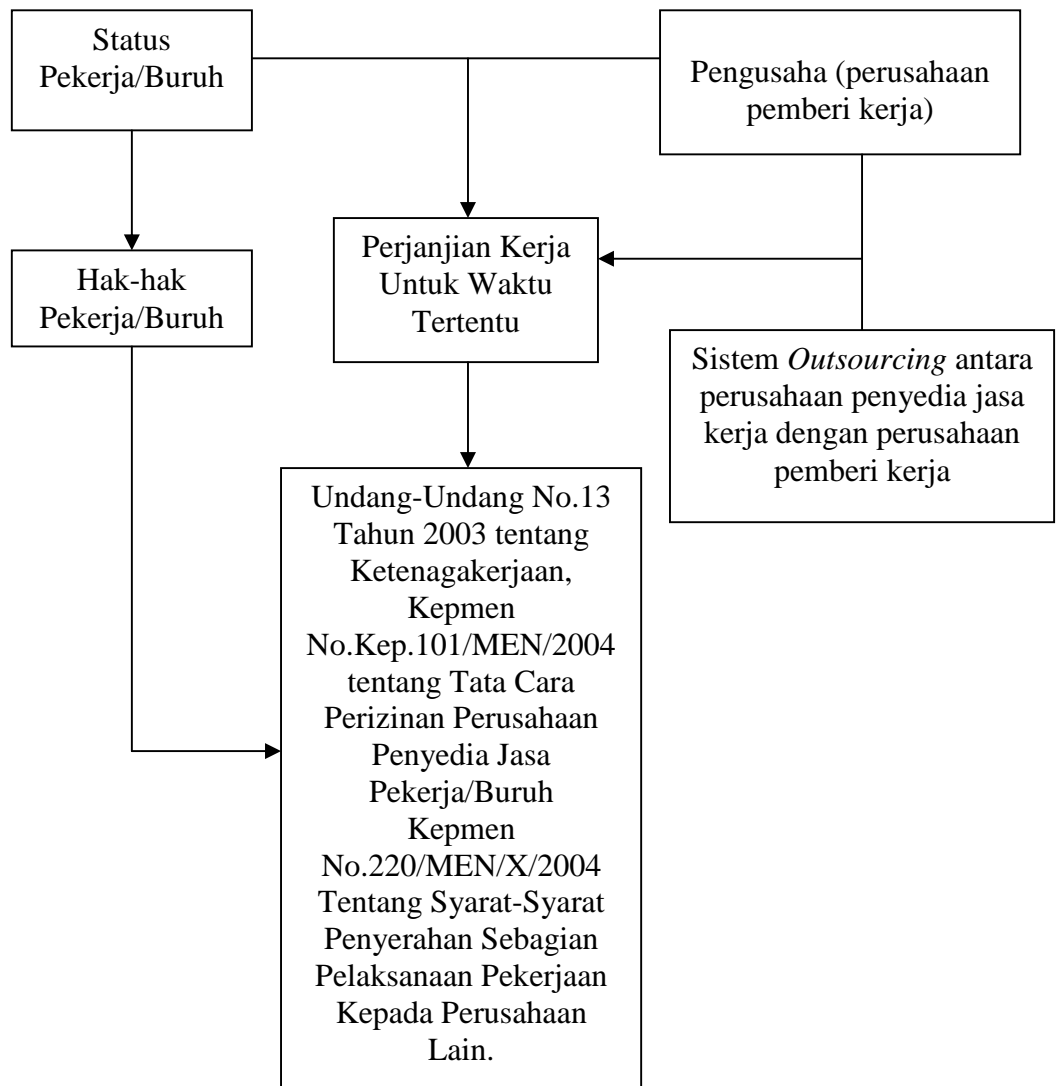 Status
Pekerja/Buruh
Pengusaha (perusahaan
pemberi kerja)
Hak-hak
Pekerja/Buruh
Perjanjian Kerja
Untuk Waktu
Tertentu
Sistem Outsourcing antara
perusahaan penyedia jasa
kerja dengan perusahaan
pemberi kerja
Undang-Undang No.13
Tahun 2003 tentang
Ketenagakerjaan,
Kepmen
No.Kep.101/MEN/2004
tentang Tata Cara
Perizinan Perusahaan
Penyedia Jasa
Pekerja/Buruh
Kepmen
No.220/MEN/X/2004
Tentang Syarat-Syarat
Penyerahan Sebagian
Pelaksanaan Pekerjaan
Kepada Perusahaan
Lain.